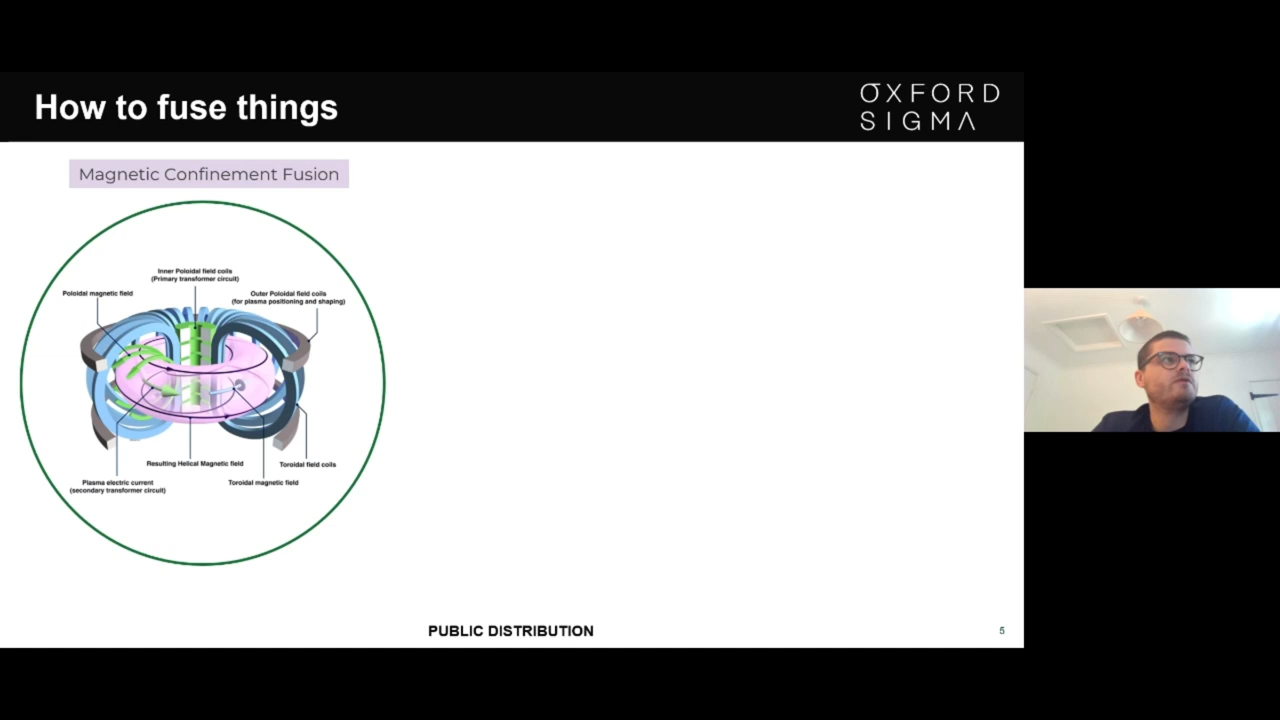 How to fuse things
OXFORD
SIGMA
Magnetic Confinement Fusion
Inner Poloidal field coils
(Primary transformer circuit)
Poloidal magnetic field
Outer Poloidal field coils
(for plasma positioning and shaping)
Resulting Helical Magnetic field
Toroidal field coils
Plasma electric current
(secondary transformer circuit)
Toroidal magnetic field
PUBLIC DISTRIBUTION
5